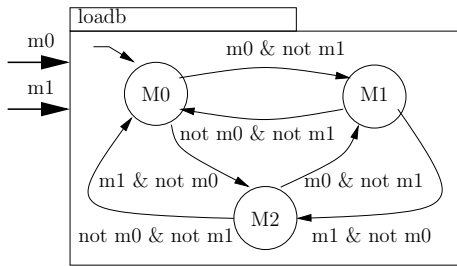 loadb
m0
m0 & not m1
m1
M0
M1
not m0 & not m1
m1 & not m0
m0 & not m1
M2
not m0 & not m1
m1 & not m0